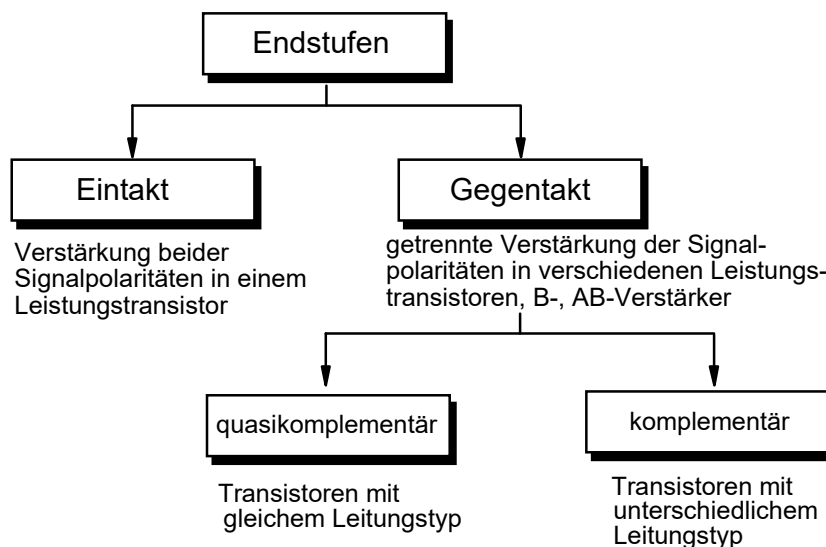 Endstufen
Eintakt
Gegentakt
Verstärkung beider
Signalpolaritäten in einem
Leistungstransistor
getrennte Verstärkung der Signal-
polaritäten in verschiedenen Leistungs-
transistoren, B-, AB-Verstärker
quasikomplementär
komplementär
Transistoren mit
gleichem Leitungstyp
Transistoren mit
unterschiedlichem
Leitungstyp